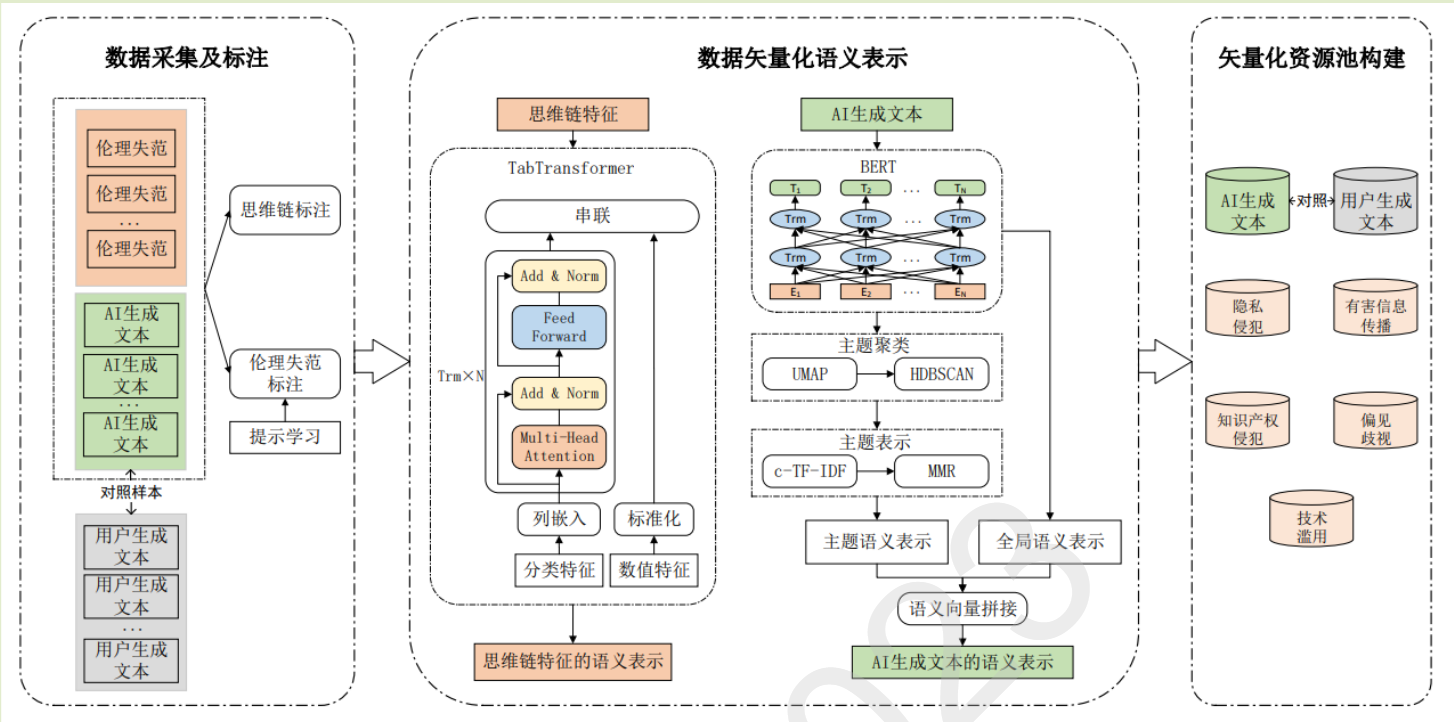 数据采集及标注
伦理失范
伦理失范
...
伦理失范
AI生成
文本
AI生成
文本
...
AI生成
文本
对照样本
用户生成
文本
用户生成
文本
...
用户生成
文本
思维链标注
伦理失范
标注
提示学习
数据矢量化语义表示
思维链特征
TabTransformer
串联
Add & Norm
Feed
Forward
Trm×N
Add & Norm
Multi-Head
Attention
列嵌入
标准化
分类特征
数值特征
思维链特征的语义表示
AI生成文本
BERT
T1 T2 ... TN
Trm Trm ... Trm
Trm Trm ... Trm
E1 E2 ... EN
主题聚类
UMAP
HDBSCAN
主题表示
c-TF-IDF
MMR
主题语义表示
全局语义表示
语义向量拼接
AI生成文本的语义表示
矢量化资源池构建
AI生成
文本
对照
用户生成
文本
隐私
侵犯
有害信息
传播
知识产权
侵犯
偏见
歧视
技术
滥用
023